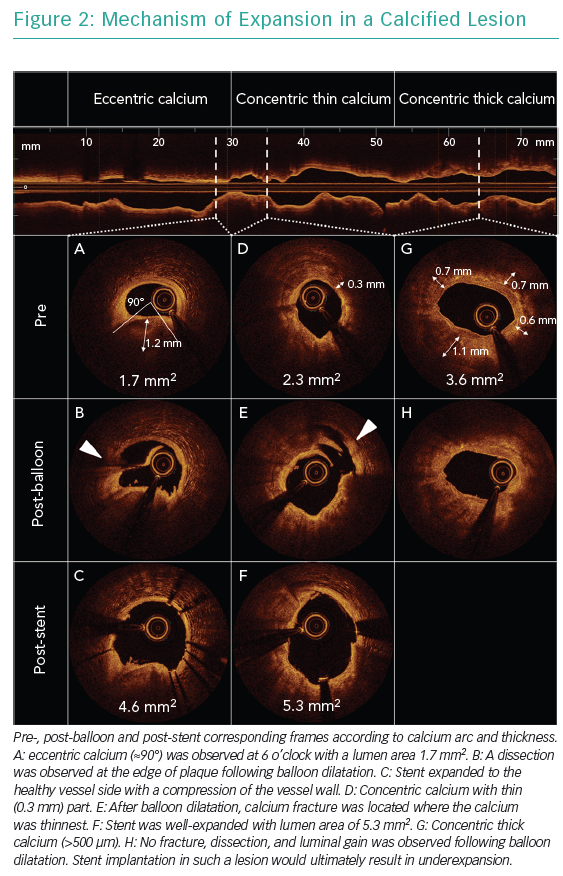 Figure 2: Mechanism of Expansion in a Calcified Lesion
Eccentric calcium
Concentric thin calcium
Concentric thick calcium
mm 10 20 30 40 50 60 70 mm
0
Pre
A
90°
1.2 mm
1.7 mm²
D
0.3 mm
2.3 mm²
G
0.7 mm
0.7 mm
0.6 mm
1.1 mm
3.6 mm²
Post-balloon
B
E
H
Post-stent
C
4.6 mm²
F
5.3 mm²
Pre-, post-balloon and post-stent corresponding frames according to calcium arc and thickness.
A: eccentric calcium (≈90°) was observed at 6 o’clock with a lumen area 1.7 mm². B: A dissection
was observed at the edge of plaque following balloon dilatation. C: Stent expanded to the
healthy vessel side with a compression of the vessel wall. D: Concentric calcium with thin
(0.3 mm) part. E: After balloon dilatation, calcium fracture was located where the calcium
was thinnest. F: Stent was well-expanded with lumen area of 5.3 mm². G: Concentric thick
calcium (>500 µm). H: No fracture, dissection, and luminal gain was observed following balloon
dilatation. Stent implantation in such a lesion would ultimately result in underexpansion.